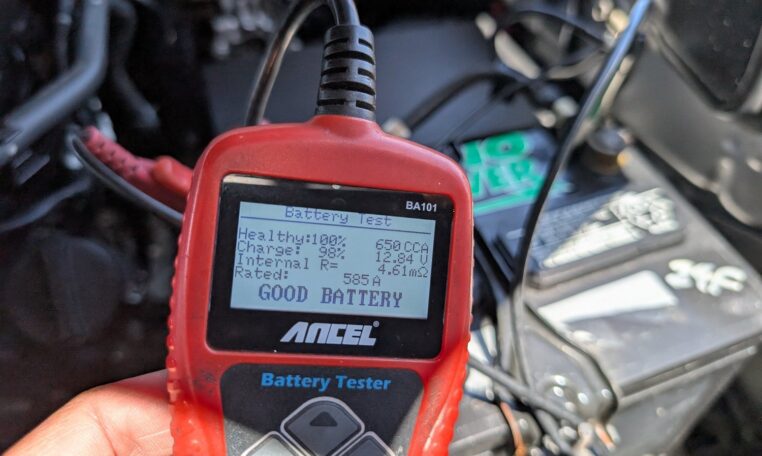 BA101
Battery Test
Healthy:100% 650 CCA
Charge: 98% 12.84 V
Internal R= 4.61mΩ
Rated: 585 A
GOOD BATTERY
ANCEL®
Battery Tester